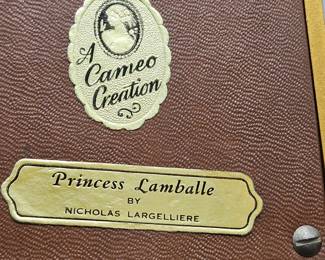 A
Cameo
Creation
Princess Lamballe
BY
NICHOLAS LARGELLIERE